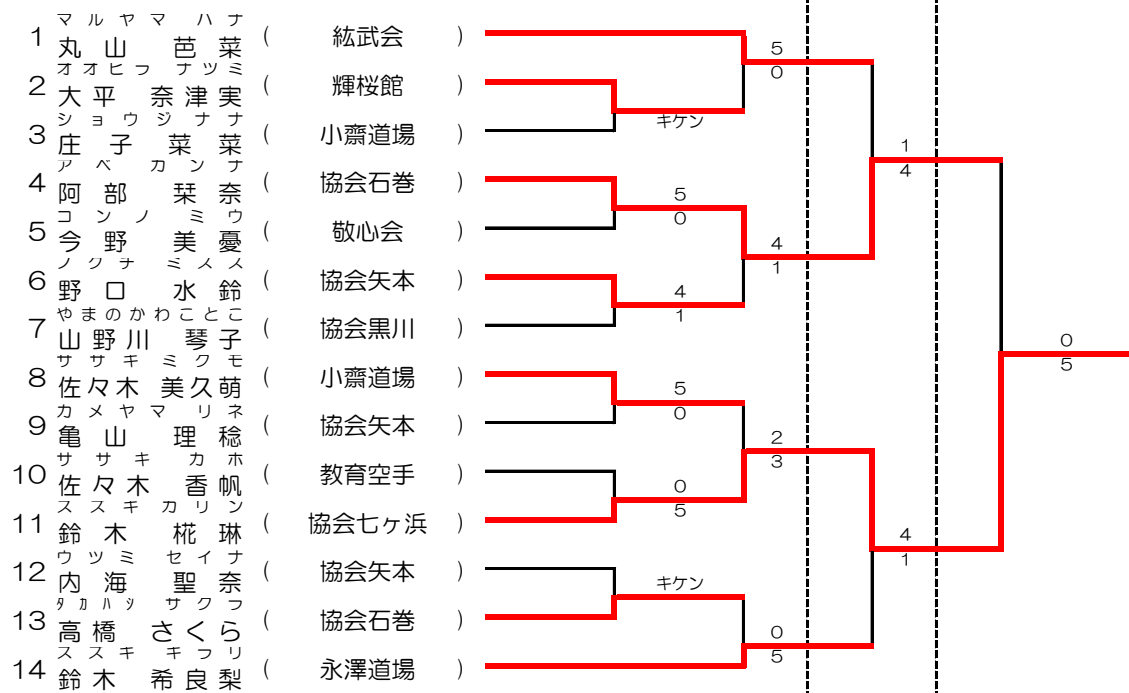 マルヤマ ハナ
1 丸山 芭菜 ( 紘武会 )
オオヒラ ナツミ
2 大平 奈津実 ( 輝桜館 )
ショウジ ナナ
3 庄子 菜菜 ( 小齋道場 )
アベ カンナ
4 阿部 栞奈 ( 協会石巻 )
コンノ ミウ
5 今野 美憂 ( 敬心会 )
ノグチ ミスズ
6 野口 水鈴 ( 協会矢本 )
やまのかわことこ
7 山野川 琴子 ( 協会黒川 )
ササキ ミクモ
8 佐々木 美久萌 ( 小齋道場 )
カメヤマ リネ
9 亀山 理稔 ( 協会矢本 )
ササキ カホ
10 佐々木 香帆 ( 教育空手 )
スズキ カリン
11 鈴木 椛琳 ( 協会七ヶ浜 )
ウツミ セイナ
12 内海 聖奈 ( 協会矢本 )
タカハシ サクラ
13 高橋 さくら ( 協会石巻 )
スズキ キラリ
14 鈴木 希良梨 ( 永澤道場 )
キケン
5
0
4
1
5
0
0
5
キケン
5
0
4
1
2
3
0
5
1
4
4
1
0
5